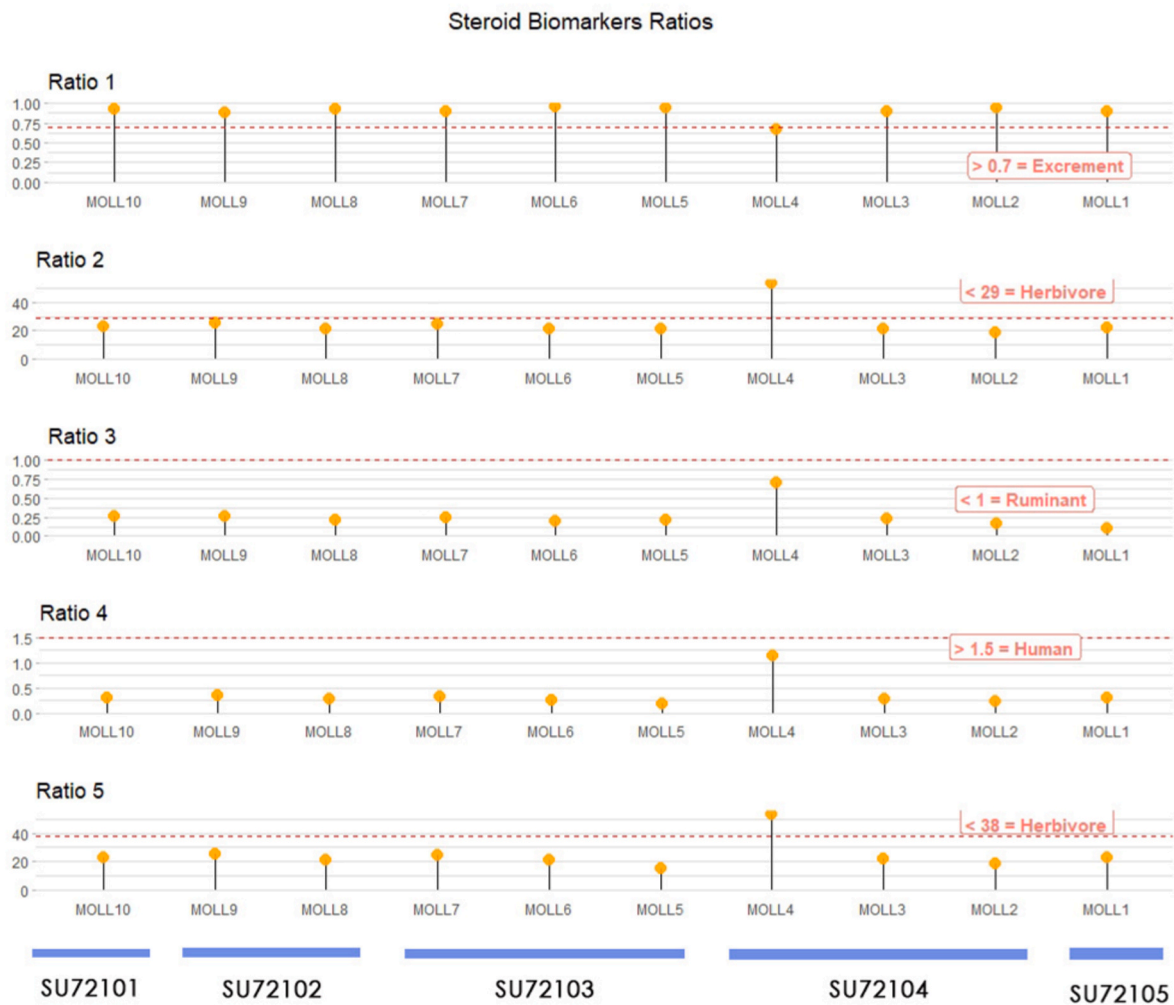 Steroid Biomarkers Ratios
Ratio 1
1.00
0.75
0.50
0.25
0.00
> 0.7 = Excrement
MOLL10 MOLL9 MOLL8 MOLL7 MOLL6 MOLL5 MOLL4 MOLL3 MOLL2 MOLL1
Ratio 2
40
20
0
< 29 = Herbivore
MOLL10 MOLL9 MOLL8 MOLL7 MOLL6 MOLL5 MOLL4 MOLL3 MOLL2 MOLL1
Ratio 3
1.00
0.75
0.50
0.25
0.00
< 1 = Ruminant
MOLL10 MOLL9 MOLL8 MOLL7 MOLL6 MOLL5 MOLL4 MOLL3 MOLL2 MOLL1
Ratio 4
1.5
1.0
0.5
0.0
> 1.5 = Human
MOLL10 MOLL9 MOLL8 MOLL7 MOLL6 MOLL5 MOLL4 MOLL3 MOLL2 MOLL1
Ratio 5
40
20
0
< 38 = Herbivore
MOLL10 MOLL9 MOLL8 MOLL7 MOLL6 MOLL5 MOLL4 MOLL3 MOLL2 MOLL1
SU72101 SU72102 SU72103 SU72104 SU72105